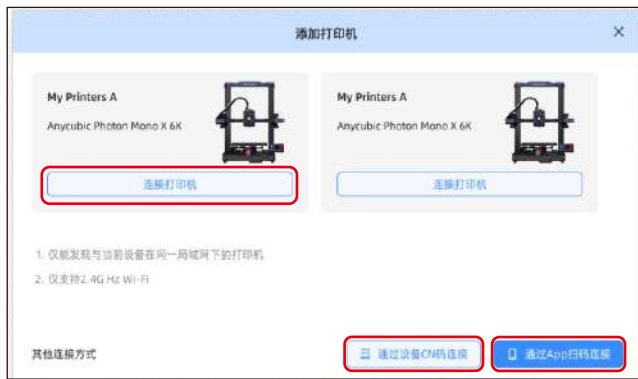 添加打印机
My Printers A
Anycubic Photon Mono X 6K
连接打印机
My Printers A
Anycubic Photon Mono X 6K
连接打印机
1. 仅能发现与当前设备在同一局域网下的打印机
2. 仅支持2.4G Hz Wi-Fi
其他连接方式
通过设备CN码连接
通过App扫码连接